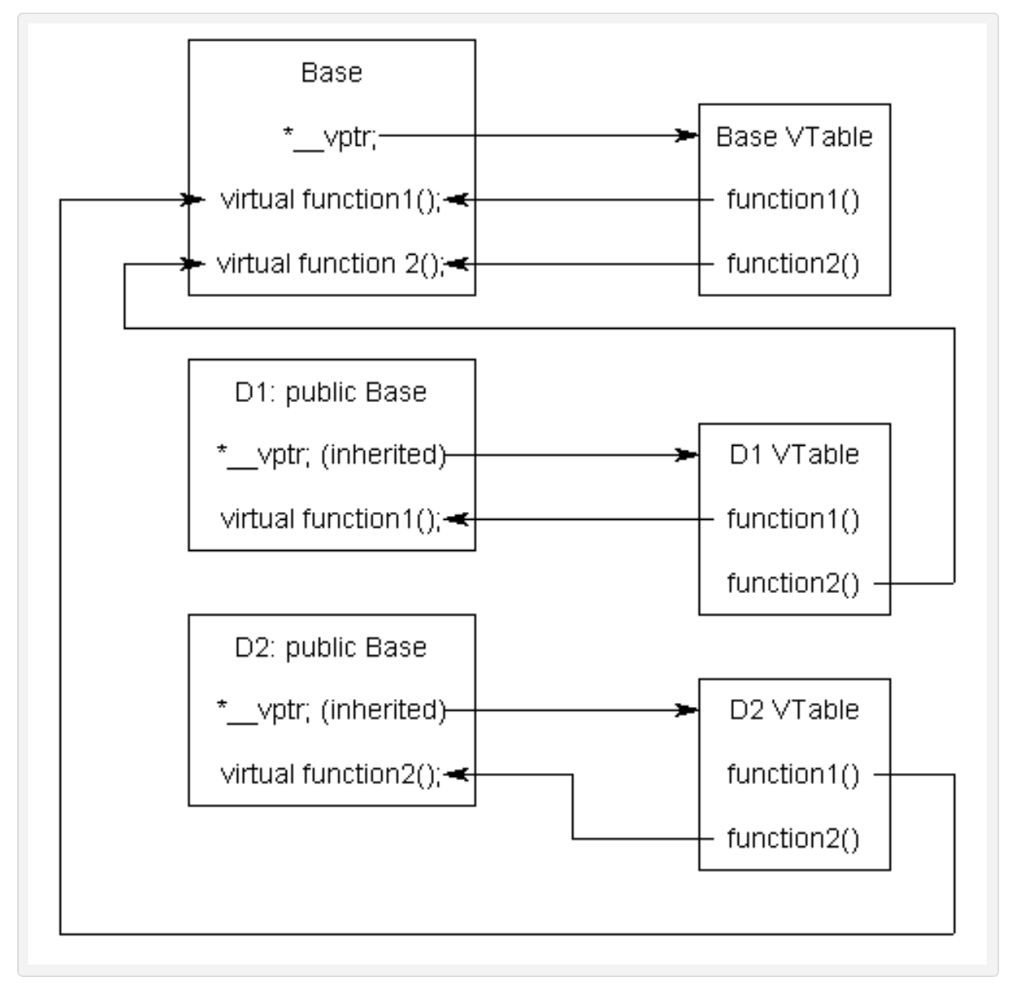 Base
*__vptr;
virtual function1();
virtual function 2();
Base VTable
function1()
function2()
D1: public Base
*__vptr; (inherited)
virtual function1();
D1 VTable
function1()
function2()
D2: public Base
*__vptr; (inherited)
virtual function2();
D2 VTable
function1()
function2()